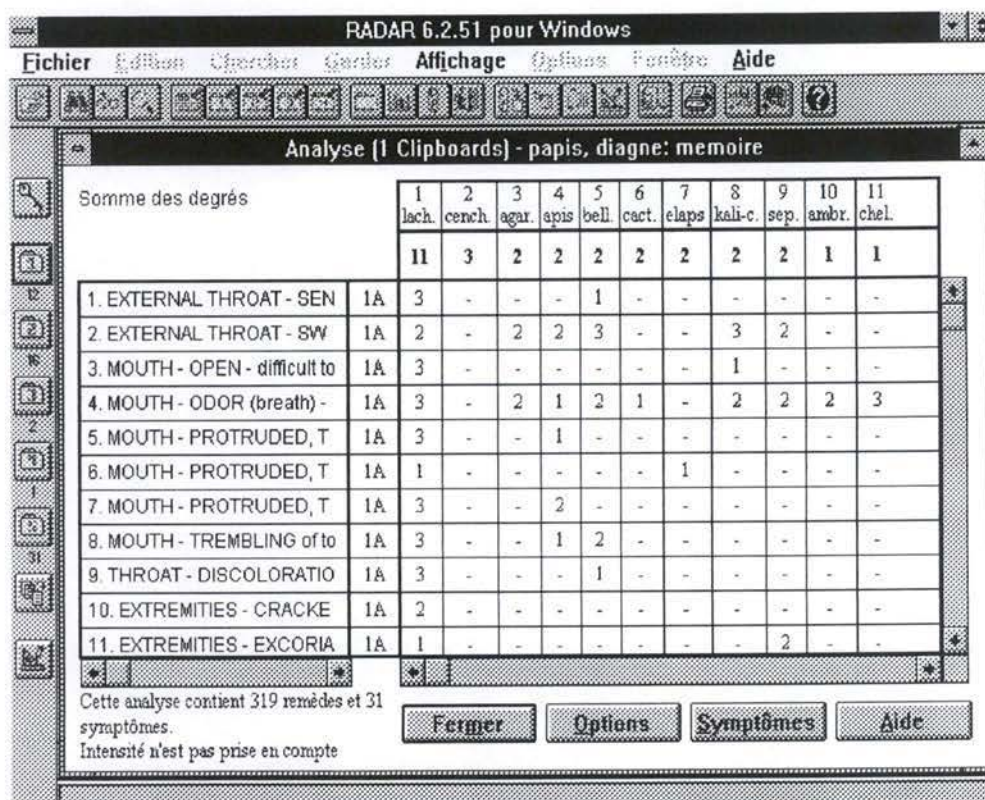 RADAR 6.2.51 pour Windows
Fichier Edition Chercher Garder Affichage Options Fenêtre Aide
Analyse (1 Clipboards) - papis, diagne: memoire
Somme des degrés
1 2 3 4 5 6 7 8 9 10 11
lach. cench. agar. apis bell. cact. elaps kali-c. sep. ambr. chel.
11 3 2 2 2 2 2 2 2 1 1
1. EXTERNAL THROAT - SEN 1A 3 - - - 1 - - - - - -
2. EXTERNAL THROAT - SW 1A 2 - 2 2 3 - - 3 2 - -
3. MOUTH - OPEN - difficult to 1A 3 - - - - - - 1 - - -
4. MOUTH - ODOR (breath) - 1A 3 - 2 1 2 1 - 2 2 2 3
5. MOUTH - PROTRUDED, T 1A 3 - - 1 - - - - - - -
6. MOUTH - PROTRUDED, T 1A 1 - - - - - 1 - - - -
7. MOUTH - PROTRUDED, T 1A 3 - - 2 - - - - - - -
8. MOUTH - TREMBLING of to 1A 3 - - 1 2 - - - - - -
9. THROAT - DISCOLORATIO 1A 3 - - - 1 - - - - - -
10. EXTREMITIES - CRACKE 1A 2 - - - - - - - - - -
11. EXTREMITIES - EXCORIA 1A 1 - - - - - - - 2 - -
12
16
2
1
31
Cette analyse contient 319 remèdes et 31
symptômes.
Intensité n'est pas prise en compte
Fermer Options Symptômes Aide